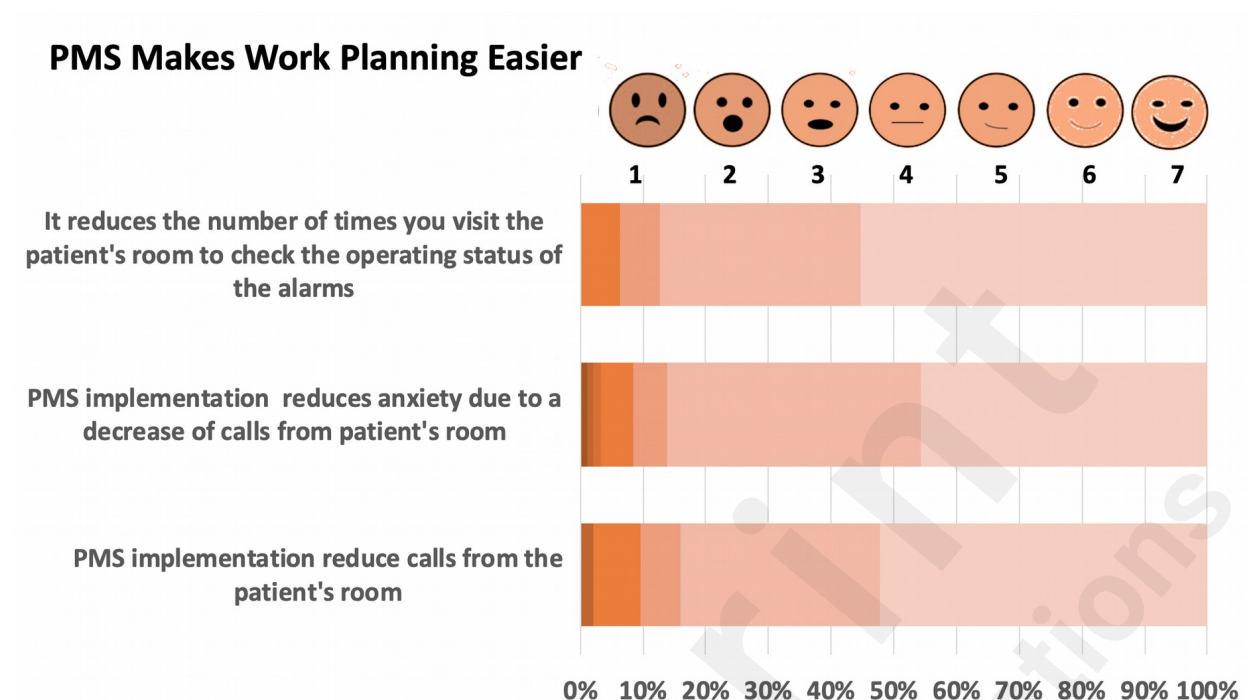 PMS Makes Work Planning Easier
1 2 3 4 5 6 7
It reduces the number of times you visit the
patient's room to check the operating status of
the alarms
PMS implementation reduces anxiety due to a
decrease of calls from patient's room
PMS implementation reduce calls from the
patient's room
0% 10% 20% 30% 40% 50% 60% 70% 80% 90% 100%
rint
tions